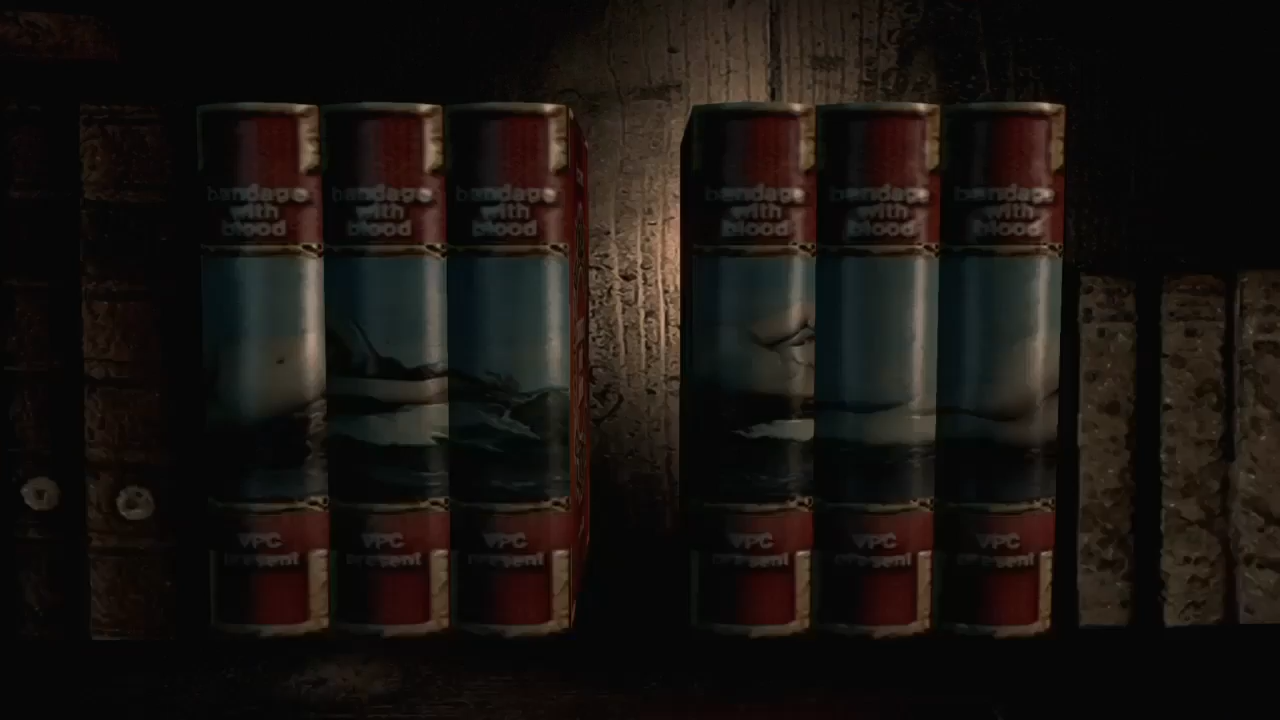 bandage
with
blood
bandage
with
blood
bandage
with
blood
bandage
with
blood
bandage
with
blood
bandage
with
blood
VPC
present
VPC
present
VPC
present
VPC
present
VPC
present
VPC
present